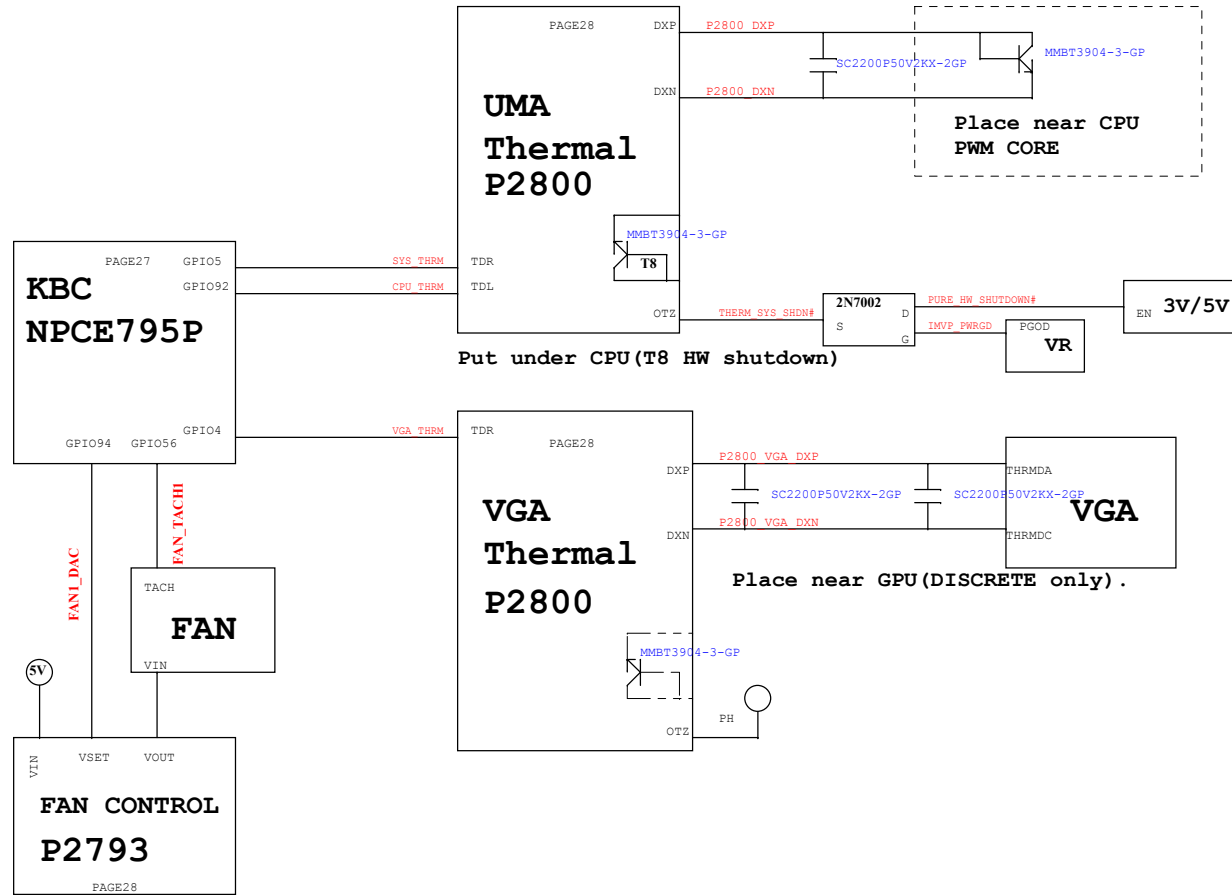 PAGE28
DXP
P2800_DXP
SC2200P50V2KX-2GP
MMBT3904-3-GP
DXN
P2800_DXN
Place near CPU
PWM CORE
UMA
Thermal
P2800
MMBT3904-3-GP
T8
TDR
TDL
OTZ
SYS_THRM
CPU_THRM
PAGE27
GPIO5
GPIO92
KBC
NPCE795P
GPIO4
GPIO94
GPIO56
THERM_SYS_SHDN#
2N7002
S
D
G
PURE_HW_SHUTDOWN#
IMVP_PWRGD
EN
3V/5V
PGOD
VR
Put under CPU(T8 HW shutdown)
VGA_THRM
TDR
PAGE28
DXP
P2800_VGA_DXP
THRMDA
SC2200P50V2KX-2GP
SC2200P50V2KX-2GP
VGA
DXN
P2800_VGA_DXN
THRMDC
VGA
Thermal
P2800
Place near GPU(DISCRETE only).
MMBT3904-3-GP
OTZ
PH
FAN1_DAC
FAN_TACH1
TACH
FAN
VIN
5V
VIN
VSET
VOUT
FAN CONTROL
P2793
PAGE28